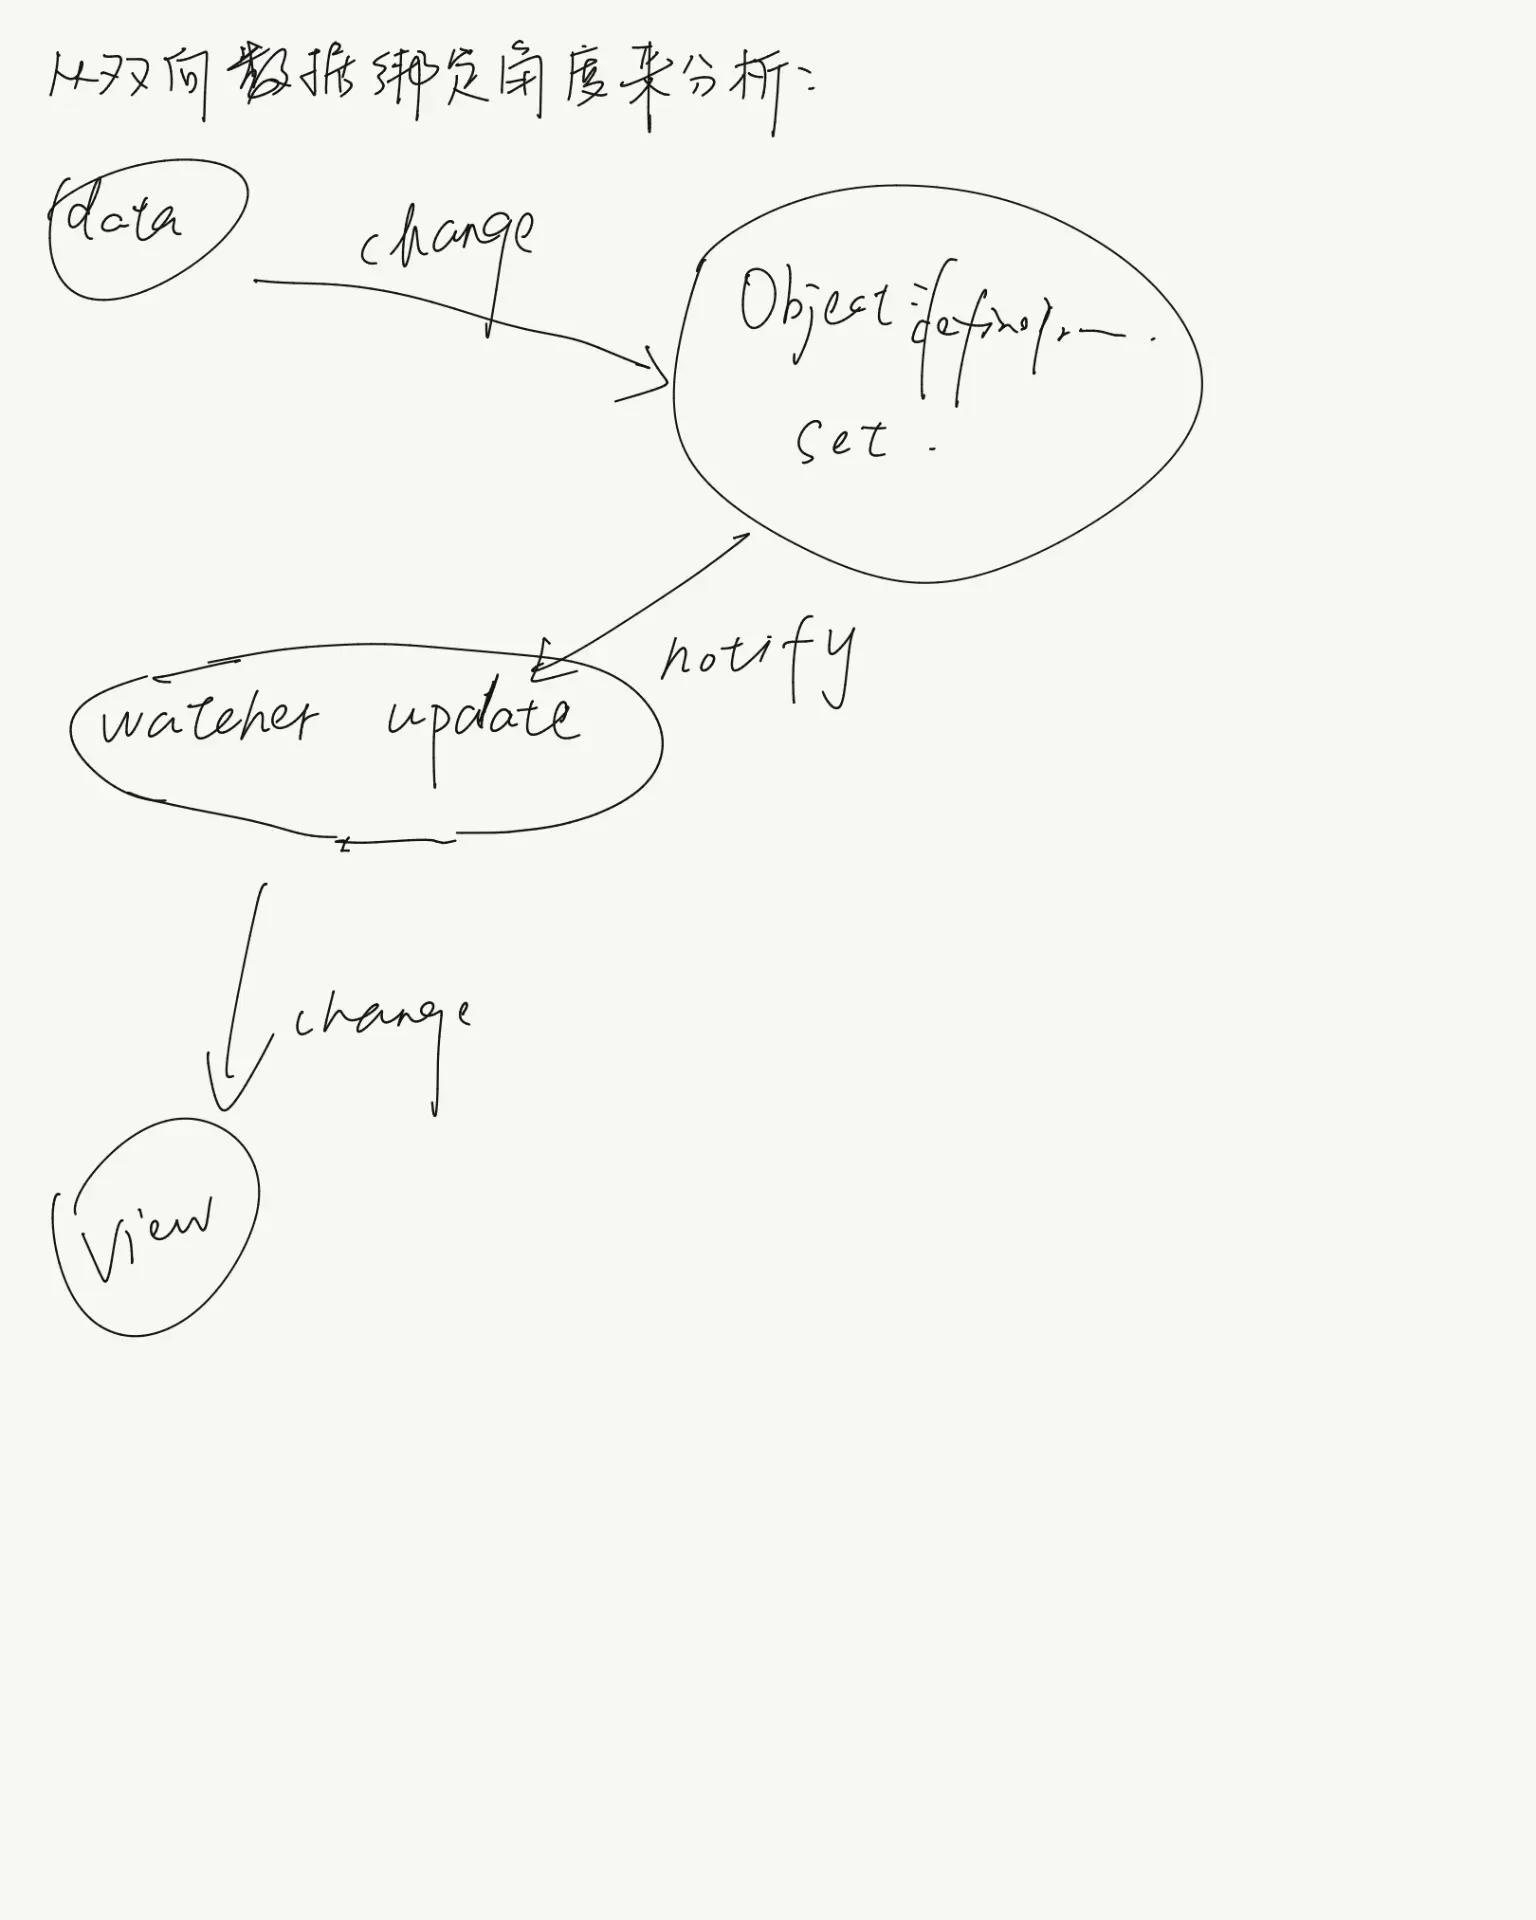 从双向数据绑定角度来分析:
data
change
Object.definePr—.
set.
notify
watcher update
change
view